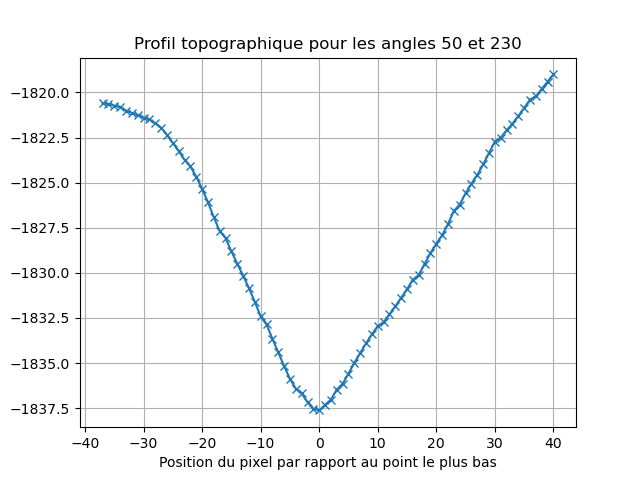 Profil topographique pour les angles 50 et 230
−1820.0
−1822.5
−1825.0
−1827.5
−1830.0
−1832.5
−1835.0
−1837.5
−40 −30 −20 −10 0 10 20 30 40
Position du pixel par rapport au point le plus bas